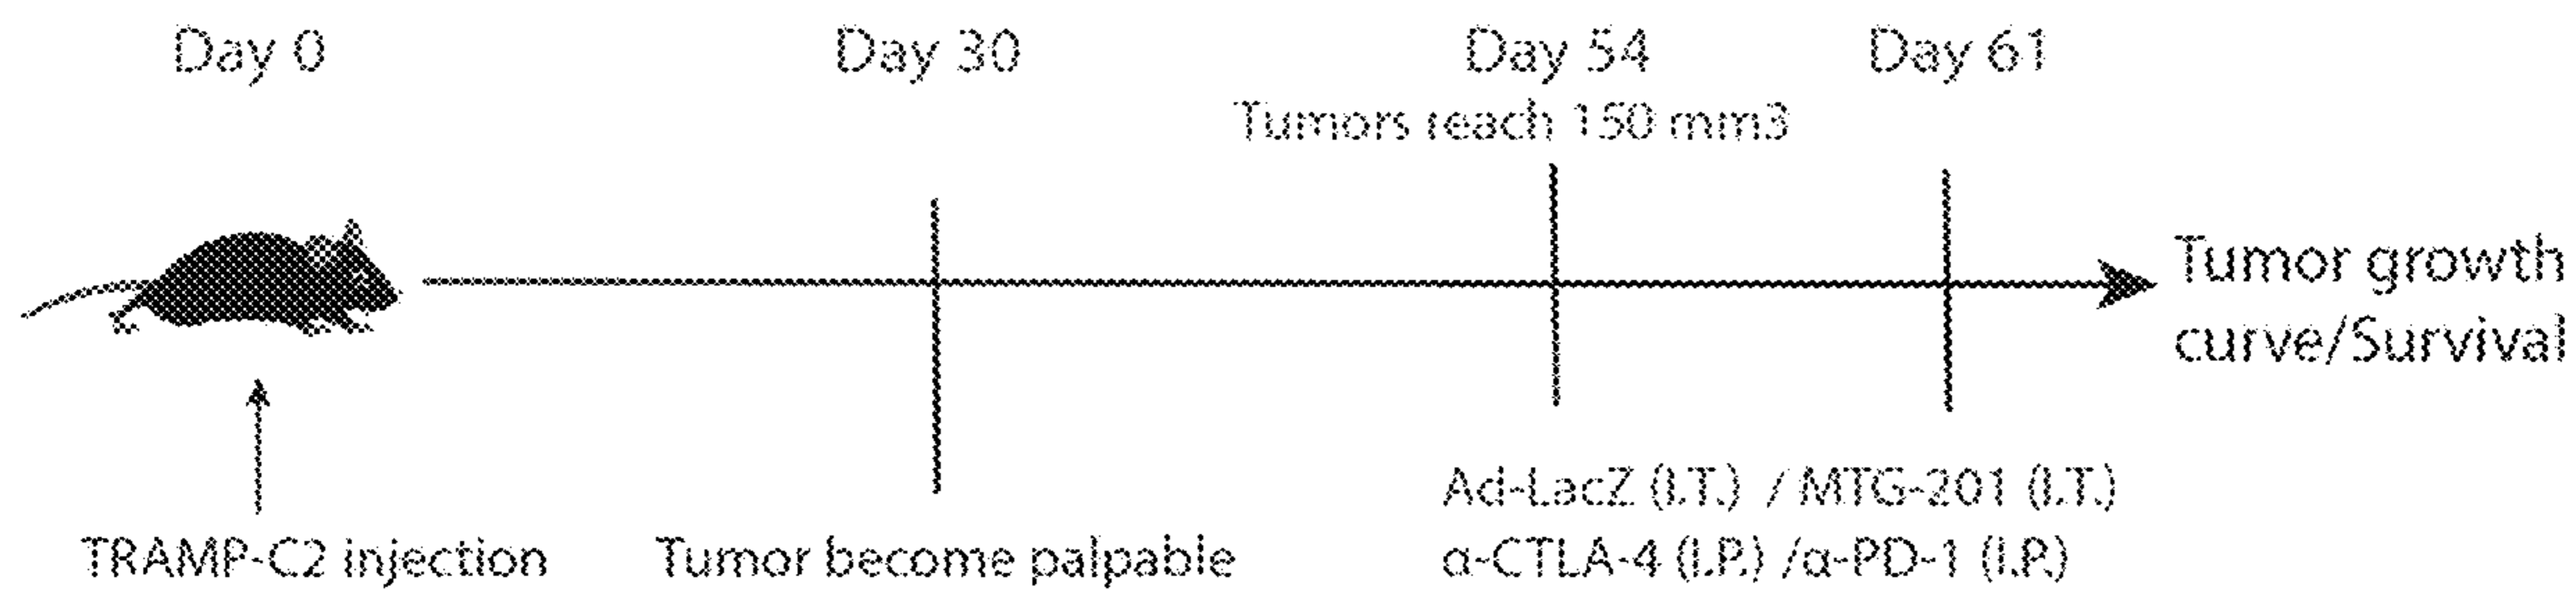 Day 0
Day 30
Day 54
Day 61
Tumors reach 150 mm3
Tumor growth
curve/Survival
Ad-LacZ (I.T.) / MTG-201 (I.T.)
TRAMP-C2 injection
Tumor become palpable
α-CTLA-4 (I.P.) /α-PD-1 (I.P.)